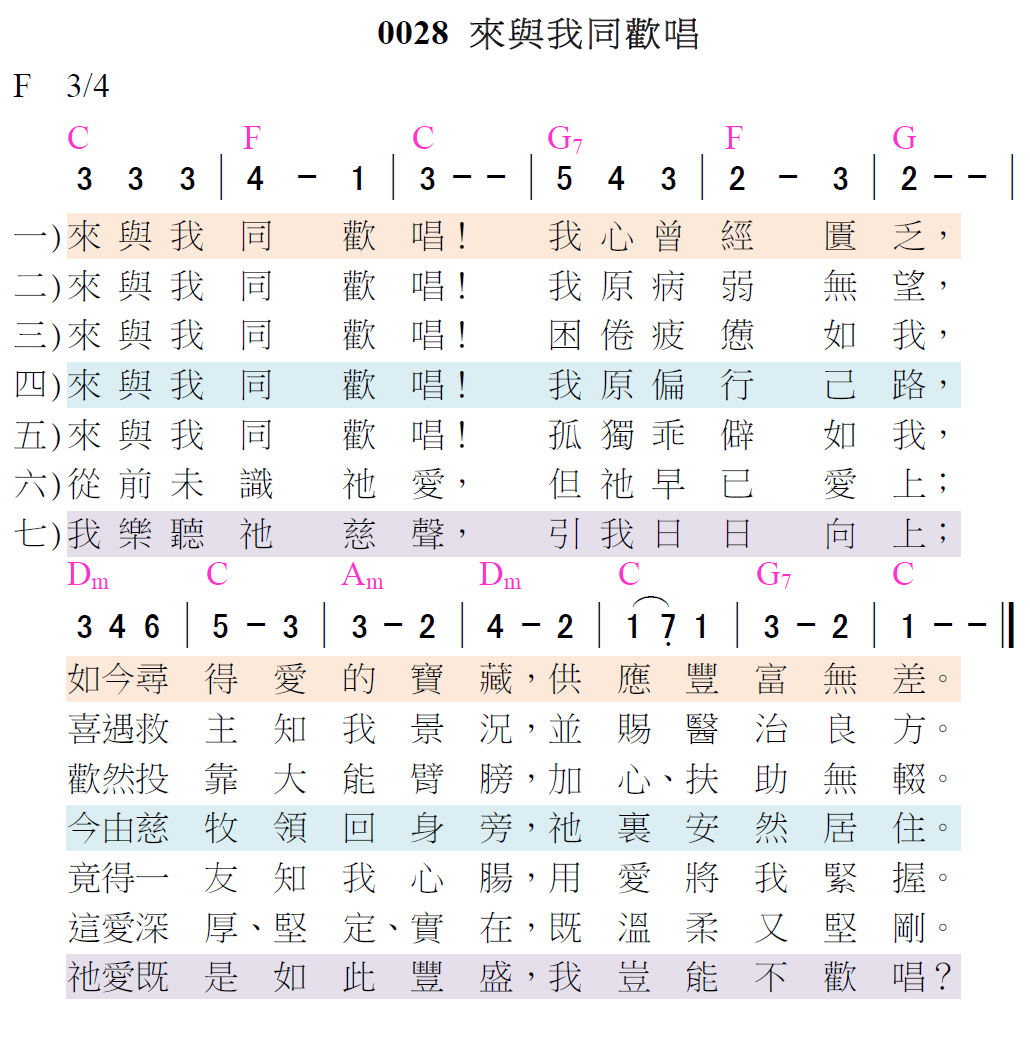 0028 來與我同歡唱
F 3/4
C F C G7 F G
3 3 3 | 4 － 1 | 3 － － | 5 4 3 | 2 － 3 | 2 － － |
一)來與我同歡唱！我心曾經匱乏，
二)來與我同歡唱！我原病弱無望，
三)來與我同歡唱！困倦疲憊如我，
四)來與我同歡唱！我原偏行己路，
五)來與我同歡唱！孤獨乖僻如我，
六)從前未識祂愛，但祂早已愛上；
七)我樂聽祂慈聲，引我日日向上；
Dm C Am Dm C G7 C
3 4 6 | 5 － 3 | 3 － 2 | 4 － 2 | 1 7̣ 1 | 3 － 2 | 1 － － ‖
如今尋得愛的寶藏，供應豐富無差。
喜遇救主知我景況，並賜醫治良方。
歡然投靠大能臂膀，加心、扶助無輟。
今由慈牧領回身旁，祂裏安然居住。
竟得一友知我心腸，用愛將我緊握。
這愛深厚、堅定、實在，既溫柔又堅剛。
祂愛既是如此豐盛，我豈能不歡唱？